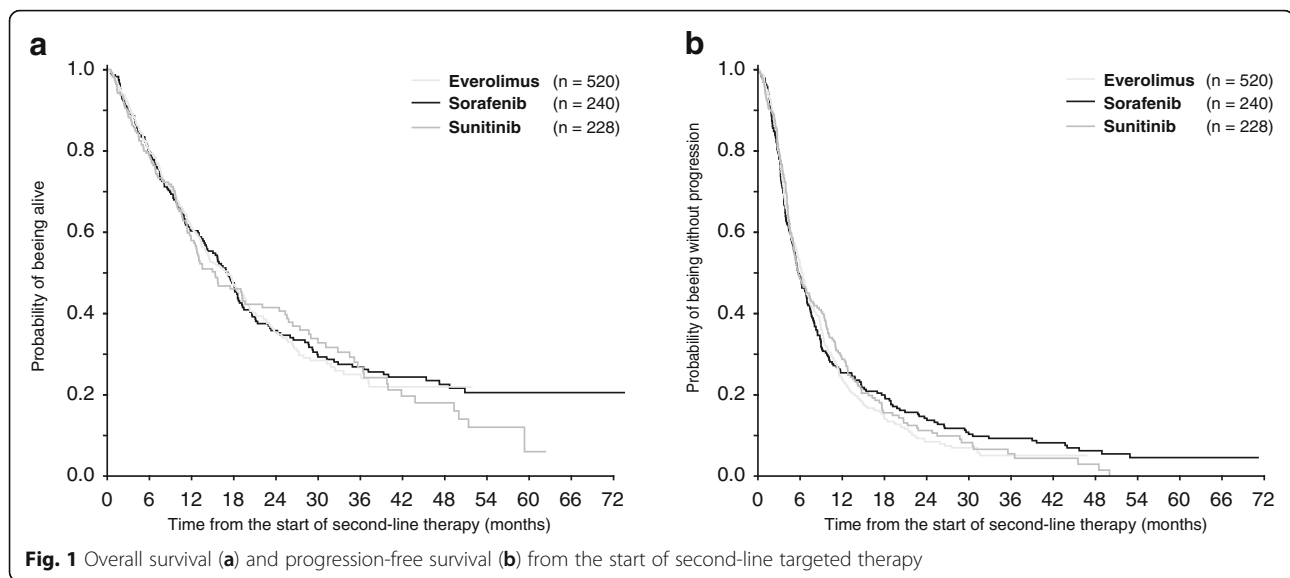 a
1.0
0.8
0.6
0.4
0.2
0.0
Probability of beeing alive
Everolimus (n = 520)
Sorafenib (n = 240)
Sunitinib (n = 228)
0 6 12 18 24 30 36 42 48 54 60 66 72
Time from the start of second-line therapy (months)
b
1.0
0.8
0.6
0.4
0.2
0.0
Probability of beeing without progression
Everolimus (n = 520)
Sorafenib (n = 240)
Sunitinib (n = 228)
0 6 12 18 24 30 36 42 48 54 60 66 72
Time from the start of second-line therapy (months)
Fig. 1 Overall survival (a) and progression-free survival (b) from the start of second-line targeted therapy